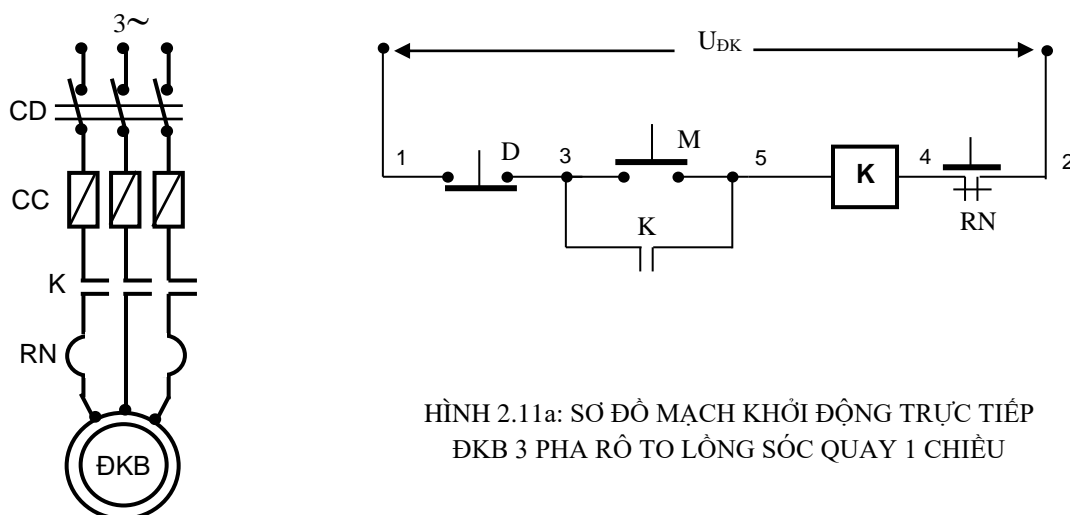 3~
CD
CC
K
RN
ĐKB
UĐK
1
D
3
M
5
K
4
2
RN
K
HÌNH 2.11a: SƠ ĐỒ MẠCH KHỞI ĐỘNG TRỰC TIẾP
ĐKB 3 PHA RÔ TO LỒNG SÓC QUAY 1 CHIỀU